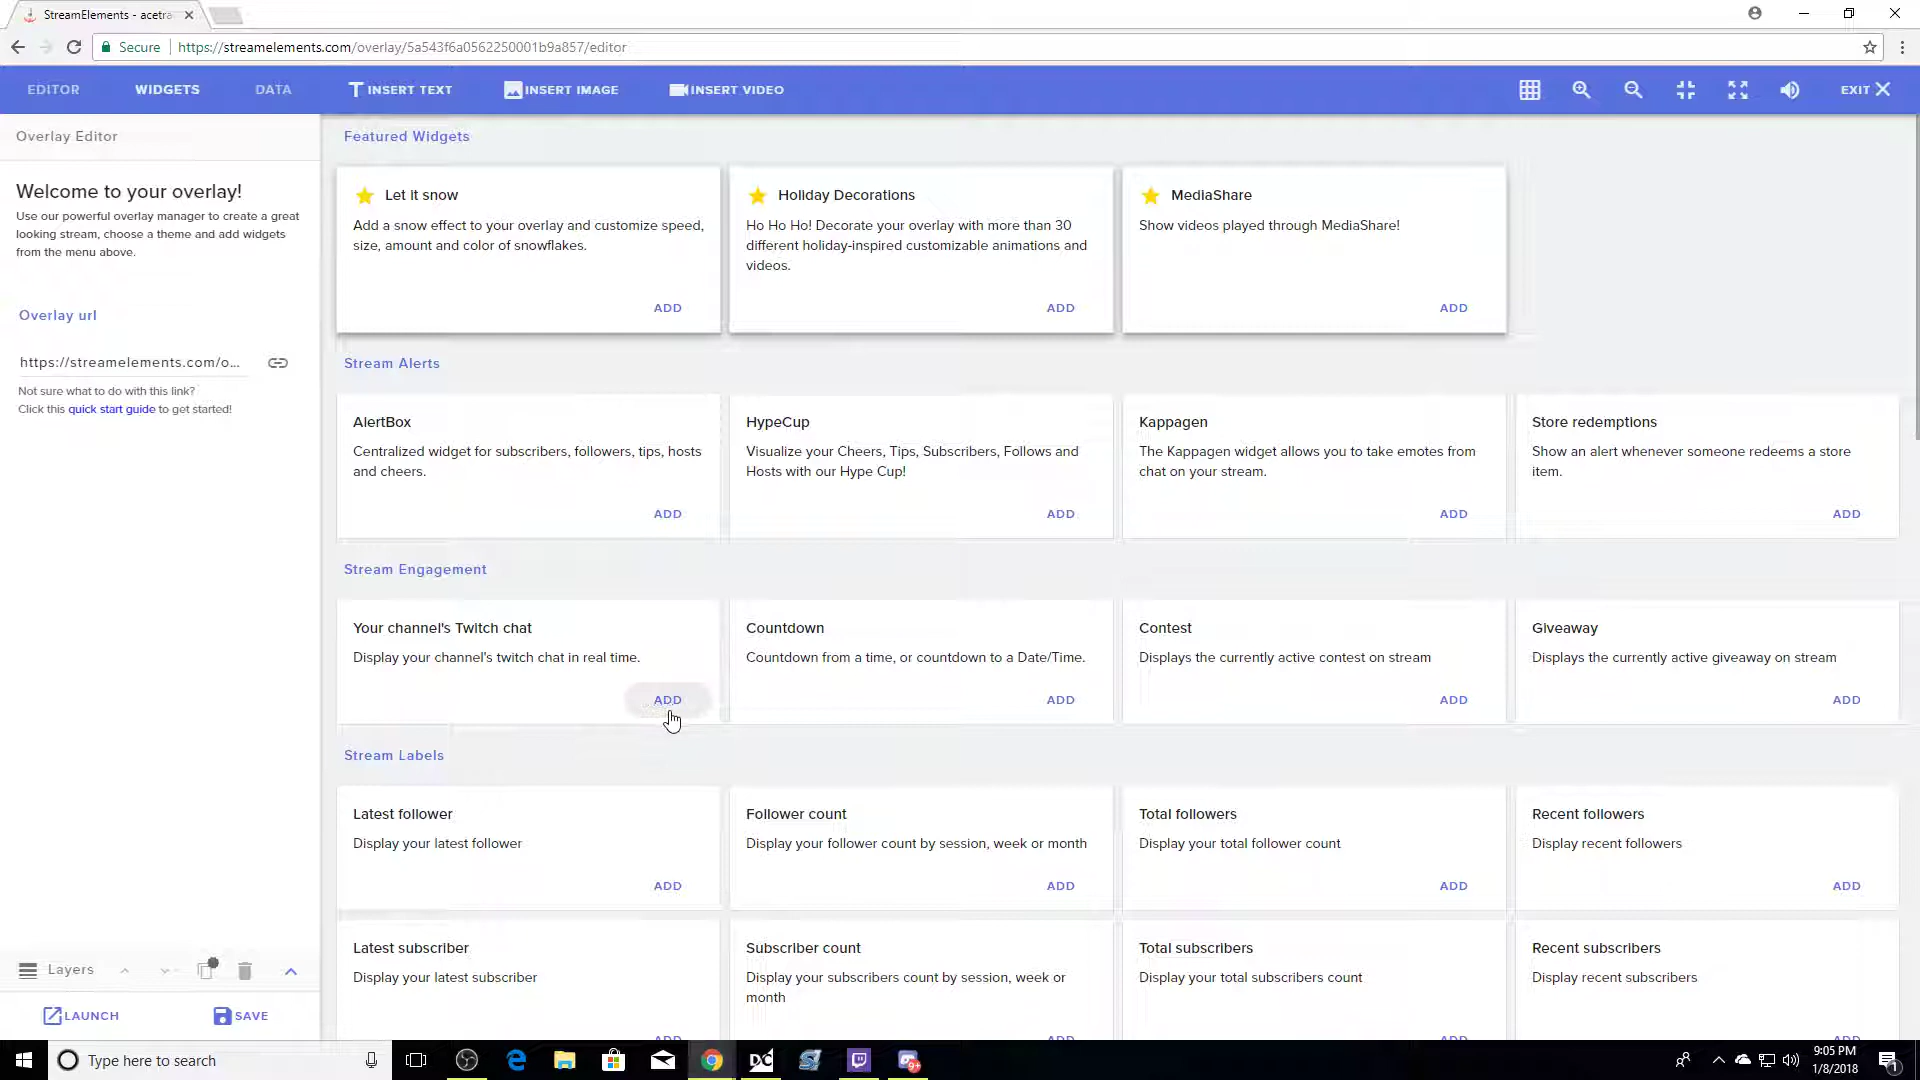 StreamElements - acetra
Secure
https://streamelements.com/overlay/5a543f6a0562250001b9a857/editor
EDITOR
WIDGETS
DATA
INSERT TEXT
INSERT IMAGE
INSERT VIDEO
EXIT
Overlay Editor
Welcome to your overlay!
Use our powerful overlay manager to create a great
looking stream, choose a theme and add widgets
from the menu above.
Overlay url
https://streamelements.com/o...
Not sure what to do with this link?
Click this quick start guide to get started!
Featured Widgets
Let it snow
Add a snow effect to your overlay and customize speed,
size, amount and color of snowflakes.
ADD
Holiday Decorations
Ho Ho Ho! Decorate your overlay with more than 30
different holiday-inspired customizable animations and
videos.
ADD
MediaShare
Show videos played through MediaShare!
ADD
Stream Alerts
AlertBox
Centralized widget for subscribers, followers, tips, hosts
and cheers.
ADD
HypeCup
Visualize your Cheers, Tips, Subscribers, Follows and
Hosts with our Hype Cup!
ADD
Kappagen
The Kappagen widget allows you to take emotes from
chat on your stream.
ADD
Store redemptions
Show an alert whenever someone redeems a store
item.
ADD
Stream Engagement
Your channel's Twitch chat
Display your channel's twitch chat in real time.
ADD
Countdown
Countdown from a time, or countdown to a Date/Time.
ADD
Contest
Displays the currently active contest on stream
ADD
Giveaway
Displays the currently active giveaway on stream
ADD
Stream Labels
Latest follower
Display your latest follower
ADD
Follower count
Display your follower count by session, week or month
ADD
Total followers
Display your total follower count
ADD
Recent followers
Display recent followers
ADD
Latest subscriber
Display your latest subscriber
ADD
Subscriber count
Display your subscribers count by session, week or
month
ADD
Total subscribers
Display your total subscribers count
ADD
Recent subscribers
Display recent subscribers
ADD
Layers
LAUNCH
SAVE
Type here to search
DC
9+
9:05 PM
1/8/2018
1